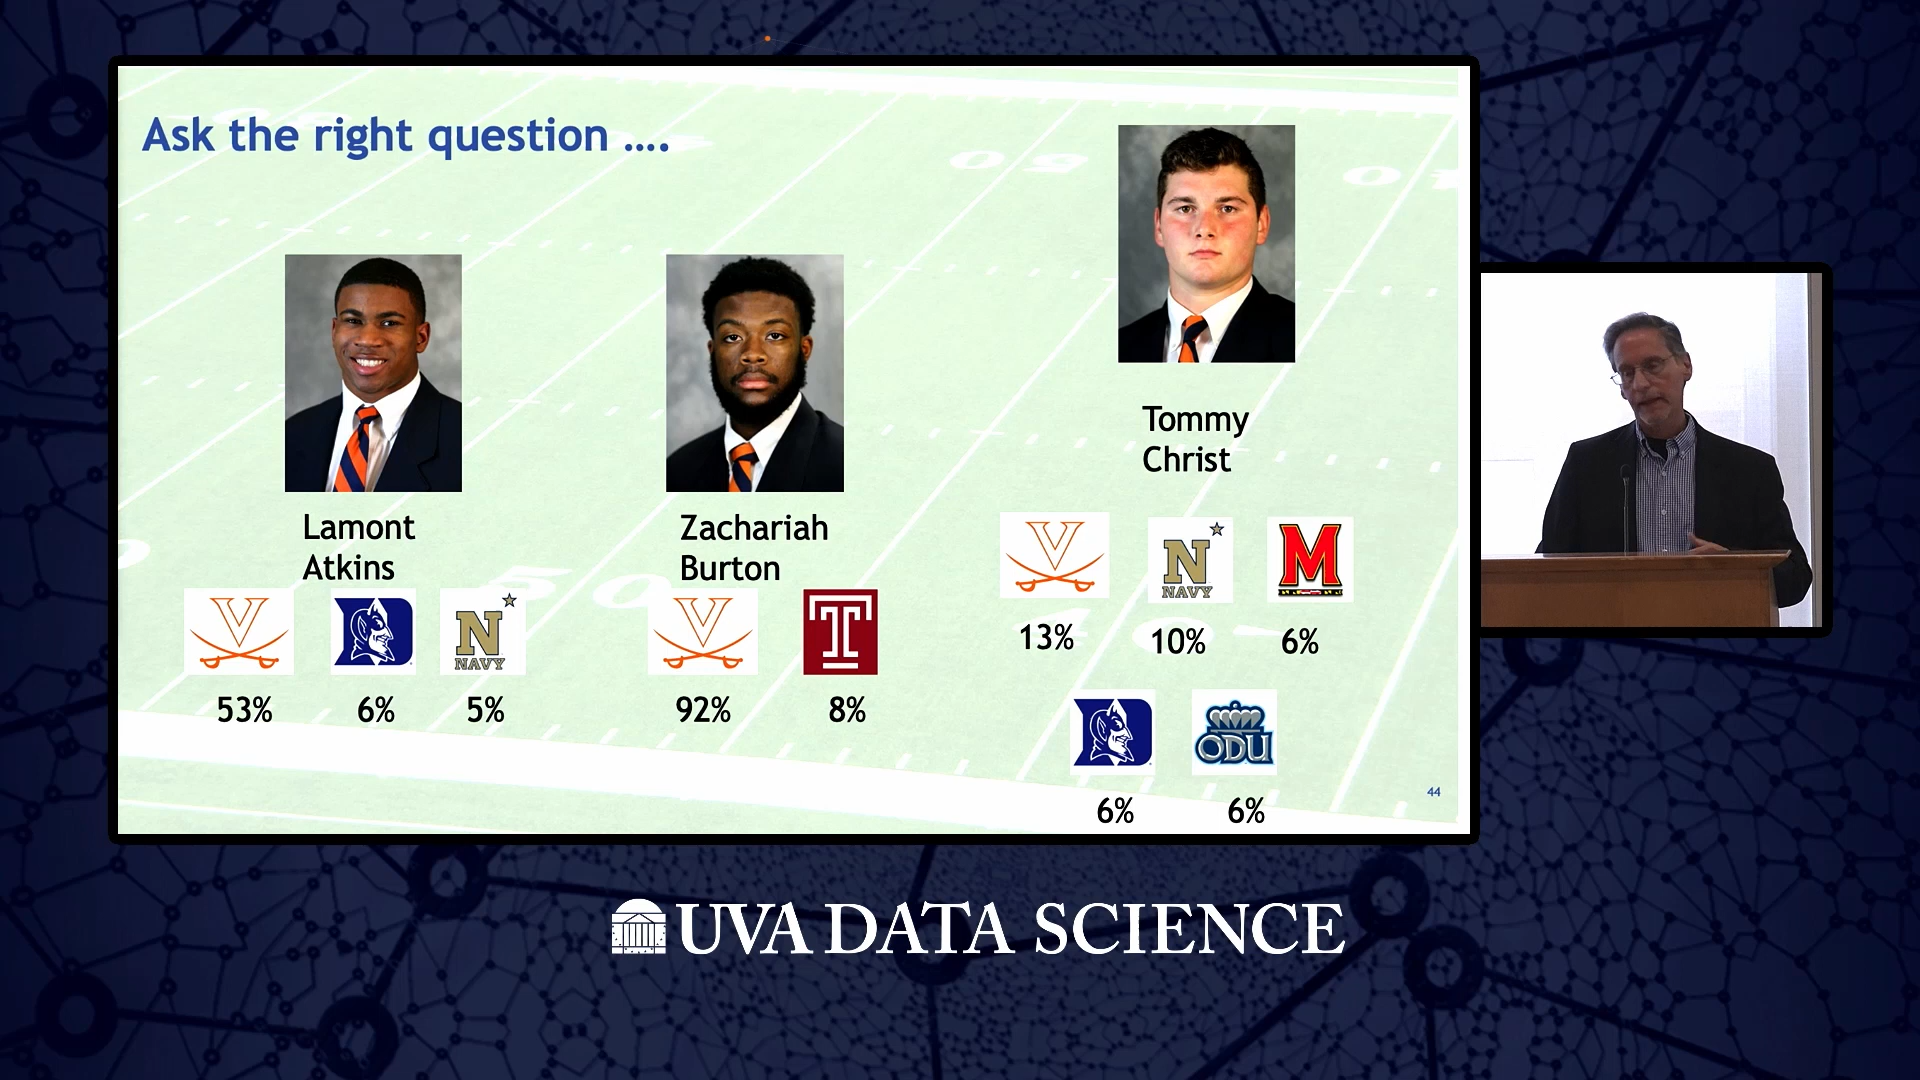 Ask the right question ....
Lamont
Atkins
NAVY
53%
6%
5%
Zachariah
Burton
T
92%
8%
Tommy
Christ
N
NAVY
M
13%
10%
6%
ODU
6%
6%
44
UVA DATA SCIENCE